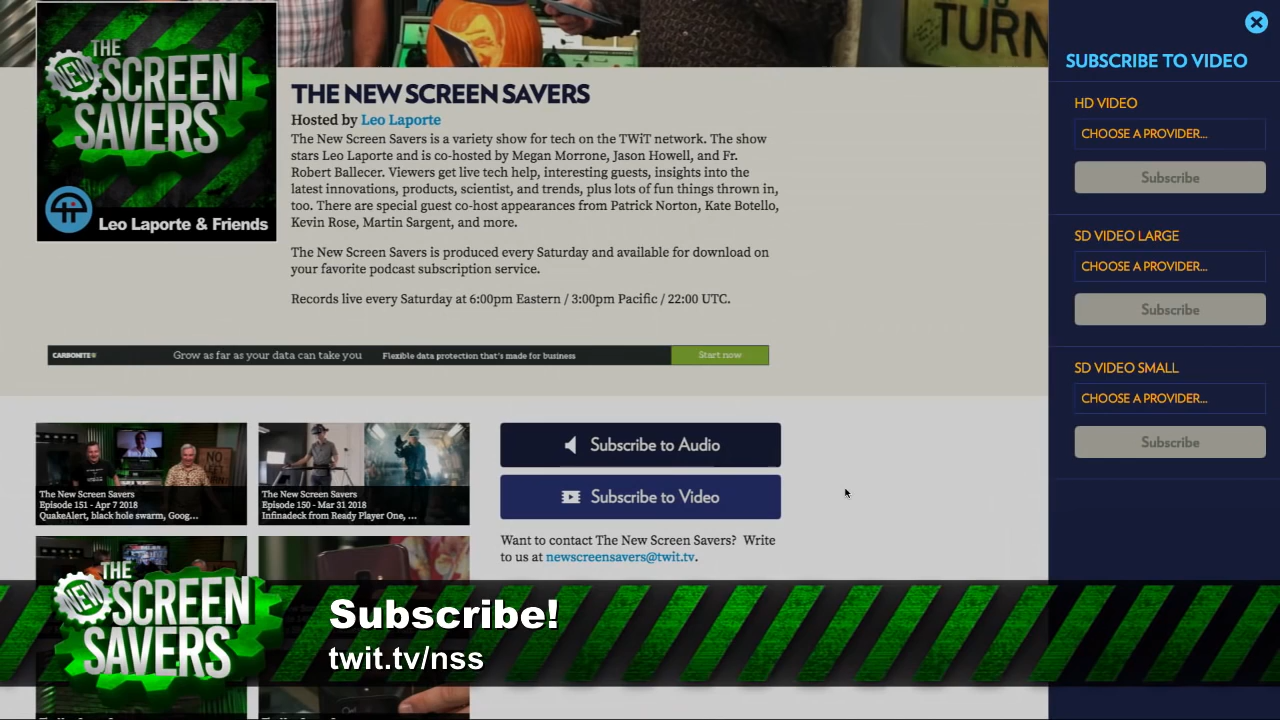 TURN
THE
NEW
SCREEN
SAVERS
Leo Laporte & Friends
THE NEW SCREEN SAVERS
Hosted by Leo Laporte
The New Screen Savers is a variety show for tech on the TWiT network. The show
stars Leo Laporte and is co-hosted by Megan Morrone, Jason Howell, and Fr.
Robert Ballecer. Viewers get live tech help, interesting guests, insights into the
latest innovations, products, scientist, and trends, plus lots of fun things thrown in,
too. There are special guest co-host appearances from Patrick Norton, Kate Botello,
Kevin Rose, Martin Sargent, and more.
The New Screen Savers is produced every Saturday and available for download on
your favorite podcast subscription service.
Records live every Saturday at 6:00pm Eastern / 3:00pm Pacific / 22:00 UTC.
CARBONITE Grow as far as your data can take you Flexible data protection that's made for business Start now
NO
LEFT
The New Screen Savers
Episode 151 - Apr 7 2018
QuakeAlert, black hole swarm, Goog...
The New Screen Savers
Episode 150 - Mar 31 2018
Infinadeck from Ready Player One, ...
Subscribe to Audio
Subscribe to Video
Want to contact The New Screen Savers? Write
to us at newscreensavers@twit.tv.
SUBSCRIBE TO VIDEO
HD VIDEO
CHOOSE A PROVIDER...
Subscribe
SD VIDEO LARGE
CHOOSE A PROVIDER...
Subscribe
SD VIDEO SMALL
CHOOSE A PROVIDER...
Subscribe
THE
NEW
SCREEN
SAVERS
Subscribe!
twit.tv/nss